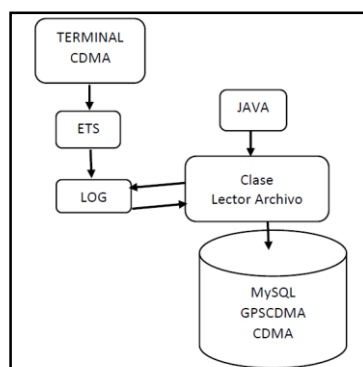 TERMINAL
CDMA
ETS
JAVA
LOG
Clase
Lector Archivo
MySQL
GPSCDMA
CDMA